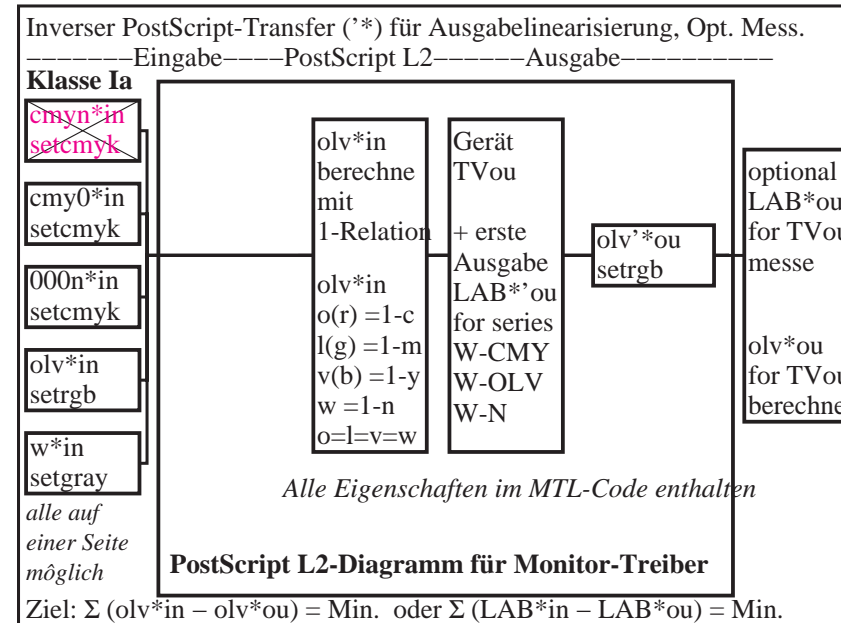 Inverser PostScript-Transfer ('*) für Ausgabelinearisierung, Opt. Mess.
–––––––Eingabe––––PostScript L2––––––Ausgabe––––––––––
Klasse Ia
cmyn*in
setcmyk
cmy0*in
setcmyk
000n*in
setcmyk
olv*in
setrgb
w*in
setgray
alle auf
einer Seite
môglich
olv*in
berechne
mit
1-Relation
olv*in
o(r) =1-c
l(g) =1-m
v(b) =1-y
w =1-n
o=l=v=w
Gerät
TVou
+ erste
Ausgabe
LAB*'ou
for series
W-CMY
W-OLV
W-N
olv'*ou
setrgb
optional
LAB*ou
for TVou
messe
olv*ou
for TVou
berechne
Alle Eigenschaften im MTL-Code enthalten
PostScript L2-Diagramm für Monitor-Treiber
Ziel: Σ (olv*in – olv*ou) = Min. oder Σ (LAB*in – LAB*ou) = Min.